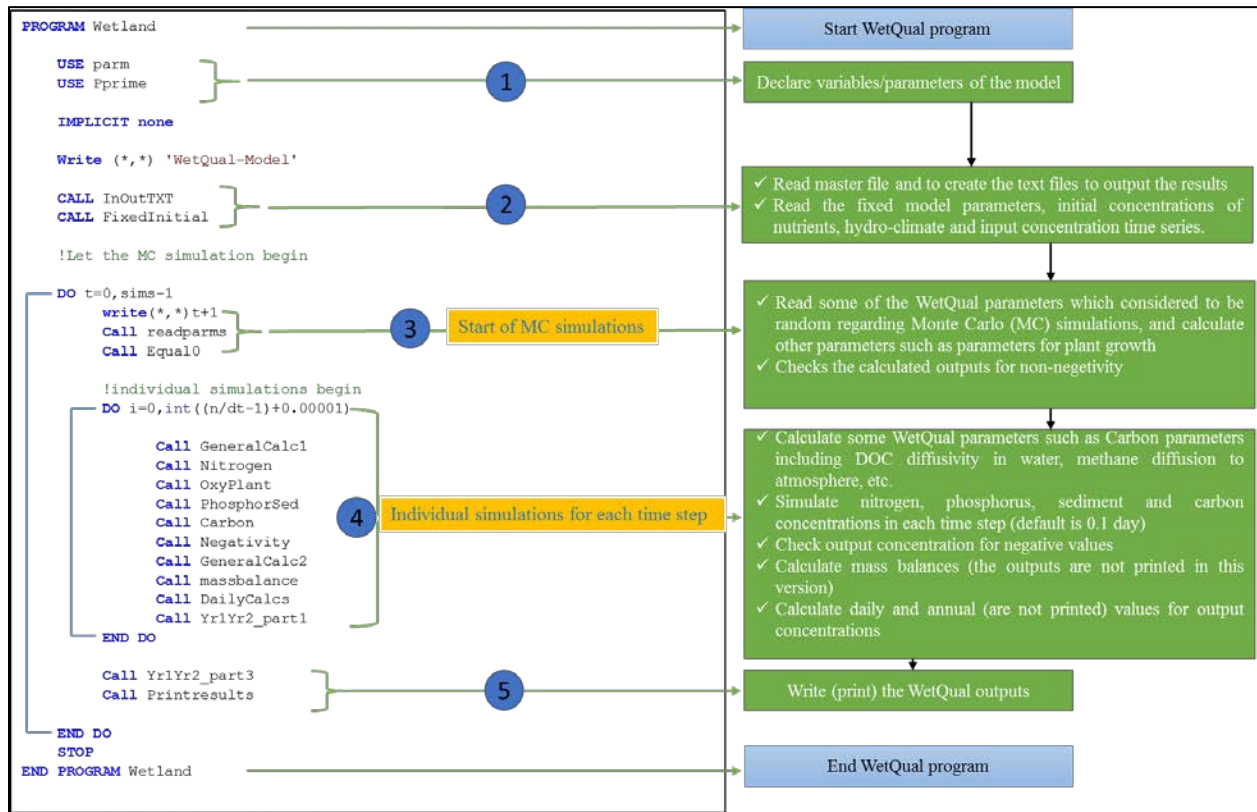 PROGRAM Wetland
USE parm
USE Pprime
IMPLICIT none
Write (*,*) 'WetQual-Model'
CALL InOutTXT
CALL FixedInitial
!Let the MC simulation begin
DO t=0,sims-1
write(*,*)t+1
Call readparms
Call Equal0
!individual simulations begin
DO i=0,int((n/dt-1)+0.00001)
Call GeneralCalc1
Call Nitrogen
Call OxyPlant
Call PhosphorSed
Call Carbon
Call Negativity
Call GeneralCalc2
Call massbalance
Call DailyCalcs
Call Yr1Yr2_part1
END DO
Call Yr1Yr2_part3
Call Printresults
END DO
STOP
END PROGRAM Wetland
1
2
3
Start of MC simulations
4
Individual simulations for each time step
5
Start WetQual program
Declare variables/parameters of the model
✓ Read master file and to create the text files to output the results
✓ Read the fixed model parameters, initial concentrations of
nutrients, hydro-climate and input concentration time series.
✓ Read some of the WetQual parameters which considered to be
random regarding Monte Carlo (MC) simulations, and calculate
other parameters such as parameters for plant growth
✓ Checks the calculated outputs for non-negetivity
✓ Calculate some WetQual parameters such as Carbon parameters
including DOC diffusivity in water, methane diffusion to
atmosphere, etc.
✓ Simulate nitrogen, phosphorus, sediment and carbon
concentrations in each time step (default is 0.1 day)
✓ Check output concentration for negative values
✓ Calculate mass balances (the outputs are not printed in this
version)
✓ Calculate daily and annual (are not printed) values for output
concentrations
Write (print) the WetQual outputs
End WetQual program